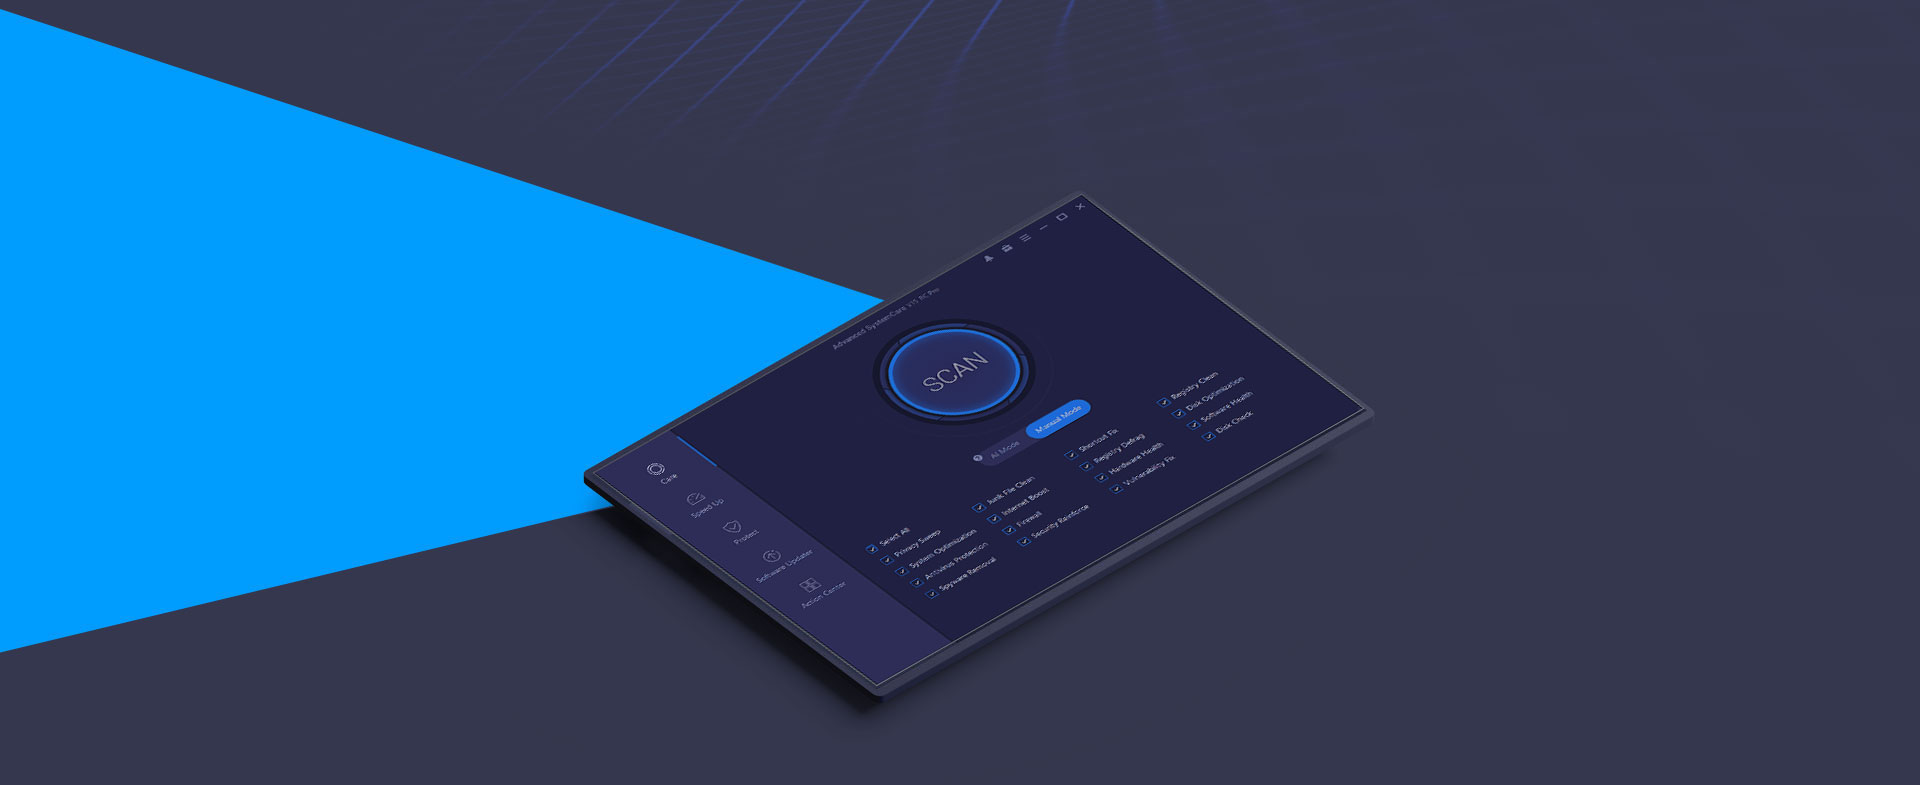 Advanced SystemCare V15 RC Pro
SCAN
AI Mode
Manual Mode
Care
Speed Up
Protect
Software Updater
Action Center
Select All
Privacy Sweep
System Optimization
Antivirus Protection
Spyware Removal
Junk File Clean
Internet Boost
Firewall
Security Reinforce
Shortcut Fix
Registry Defrag
Hardware Health
Vulnerability Fix
Registry Clean
Disk Optimization
Software Health
Disk Check